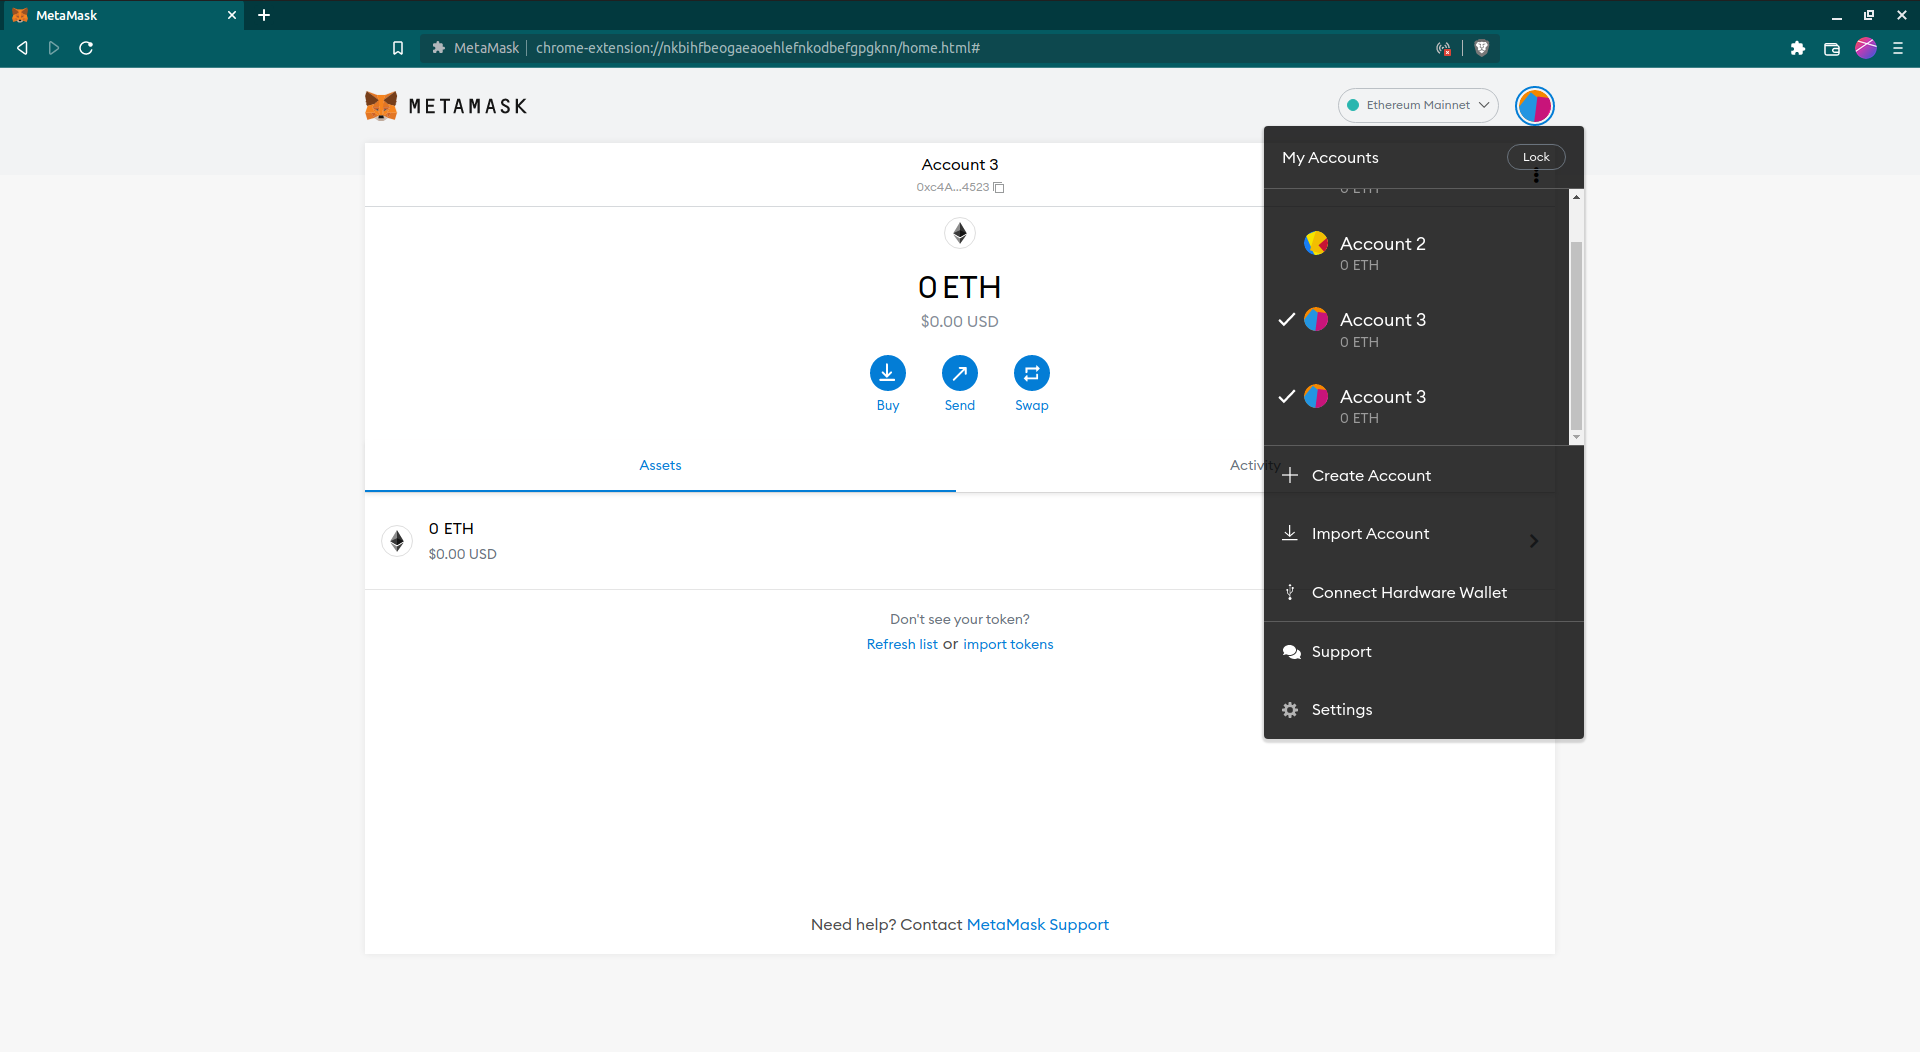 MetaMask
MetaMask
chrome-extension://nkbihfbeogaeaoehlefnkodbefgpgknn/home.html#
METAMASK
Ethereum Mainnet
My Accounts
Lock
0 ETH
Account 2
0 ETH
Account 3
0 ETH
Account 3
0 ETH
Create Account
Import Account
Connect Hardware Wallet
Support
Settings
Account 3
0xc4A...4523
0 ETH
$0.00 USD
Buy
Send
Swap
Assets
Activity
0 ETH
$0.00 USD
Don't see your token?
Refresh list or import tokens
Need help? Contact MetaMask Support